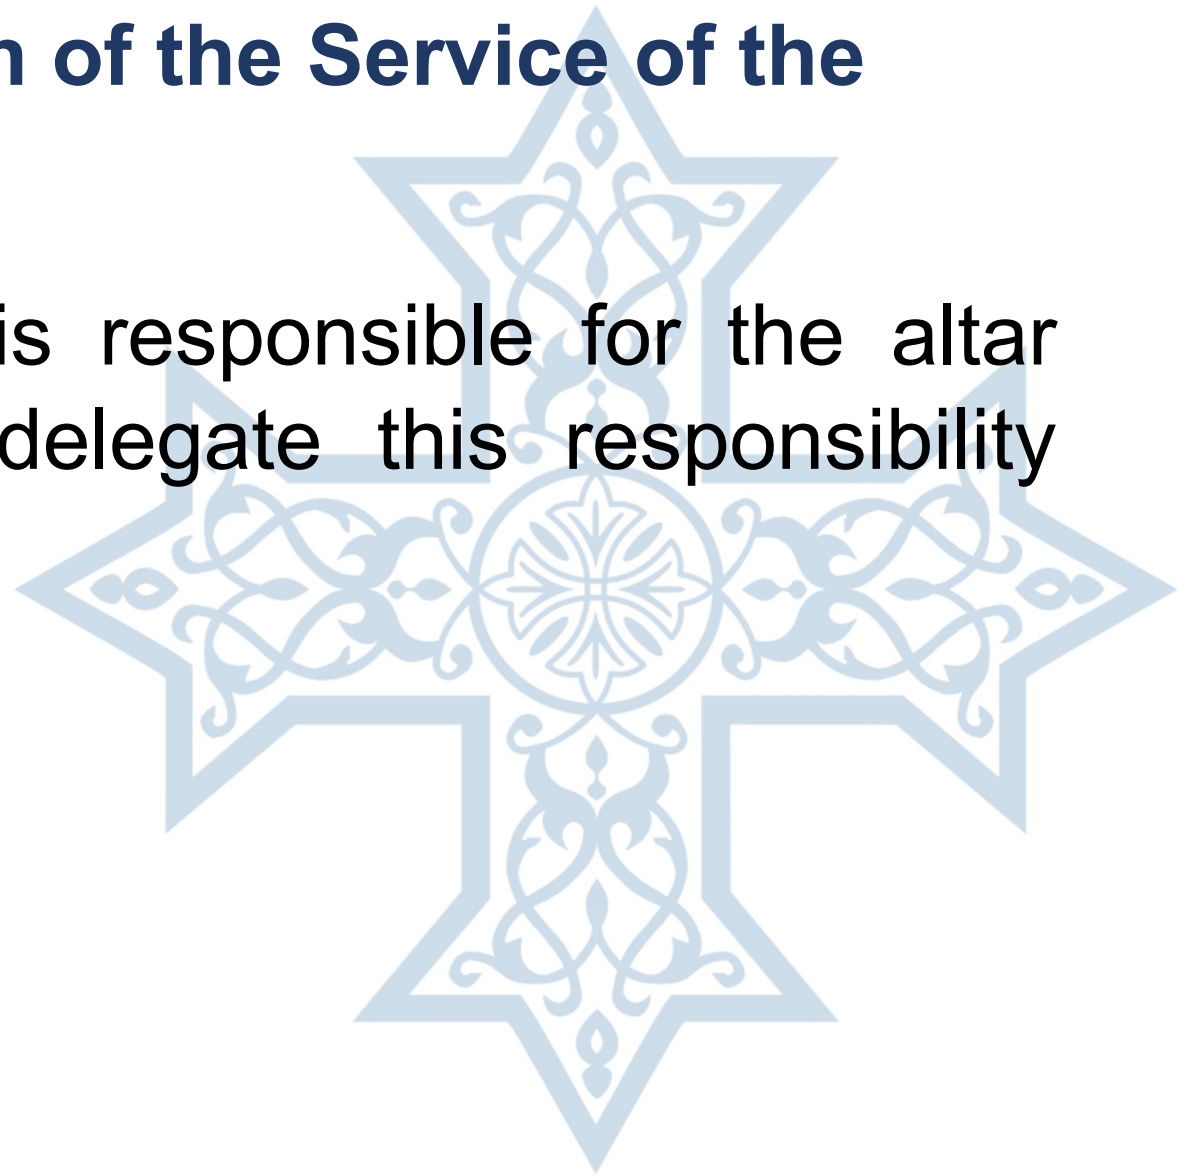 n of the Service of the
is responsible for the altar
delegate this responsibility